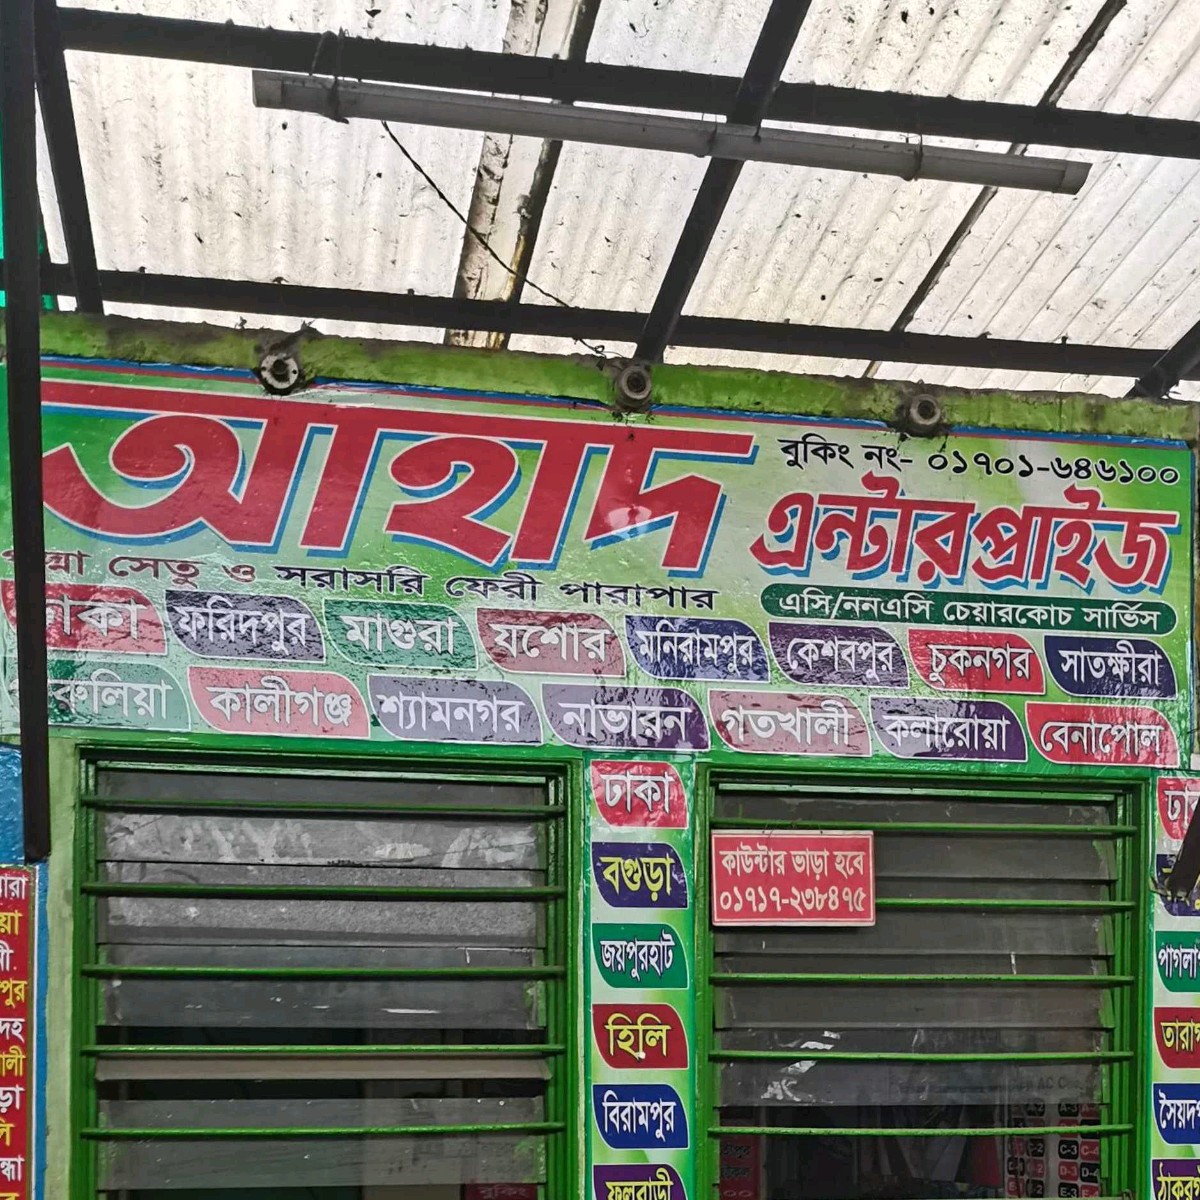 আহাদ
বুকিং নং- ০১৭০১-৬৪৬১০০
এন্টারপ্রাইজ
পদ্মা সেতু ও সরাসরি ফেরী পারাপার
এসি/ননএসি চেয়ারকোচ সার্ভিস
ঢাকা ফরিদপুর মাগুরা যশোর মনিরামপুর কেশবপুর চুকনগর সাতক্ষীরা
কালীগঞ্জ শ্যামনগর নাভারন গতখালী কলারোয়া বেনাপোল
ঢাকা
বগুড়া
জয়পুরহাট
হিলি
বিরামপুর
ফুলবাড়ী
কাউন্টার ভাড়া হবে
০১৭১৭-২৩৮৪৭৫